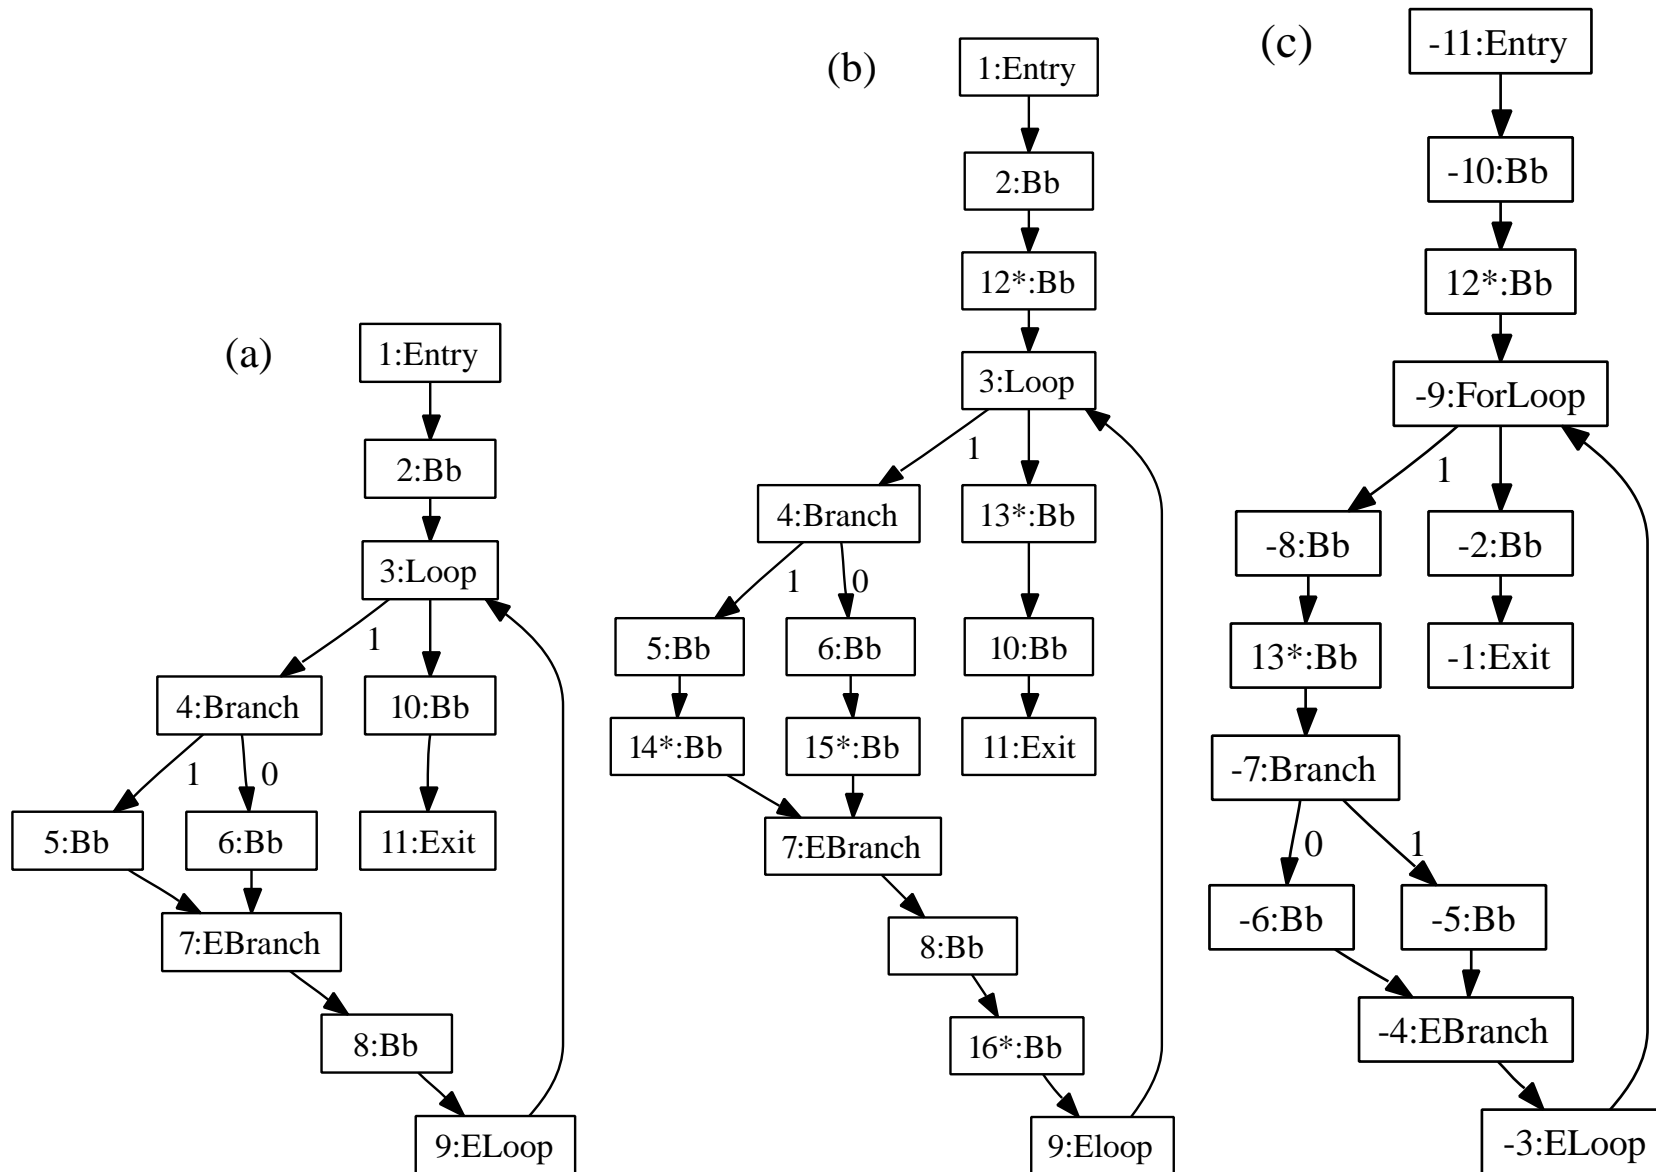 (a)
1:Entry
2:Bb
3:Loop
1
4:Branch
10:Bb
1
0
5:Bb
6:Bb
11:Exit
7:EBranch
8:Bb
9:ELoop
(b)
1:Entry
2:Bb
12*:Bb
3:Loop
1
4:Branch
13*:Bb
1
0
5:Bb
6:Bb
10:Bb
14*:Bb
15*:Bb
11:Exit
7:EBranch
8:Bb
16*:Bb
9:Eloop
(c)
-11:Entry
-10:Bb
12*:Bb
-9:ForLoop
1
-8:Bb
-2:Bb
13*:Bb
-1:Exit
-7:Branch
0
1
-6:Bb
-5:Bb
-4:EBranch
-3:ELoop